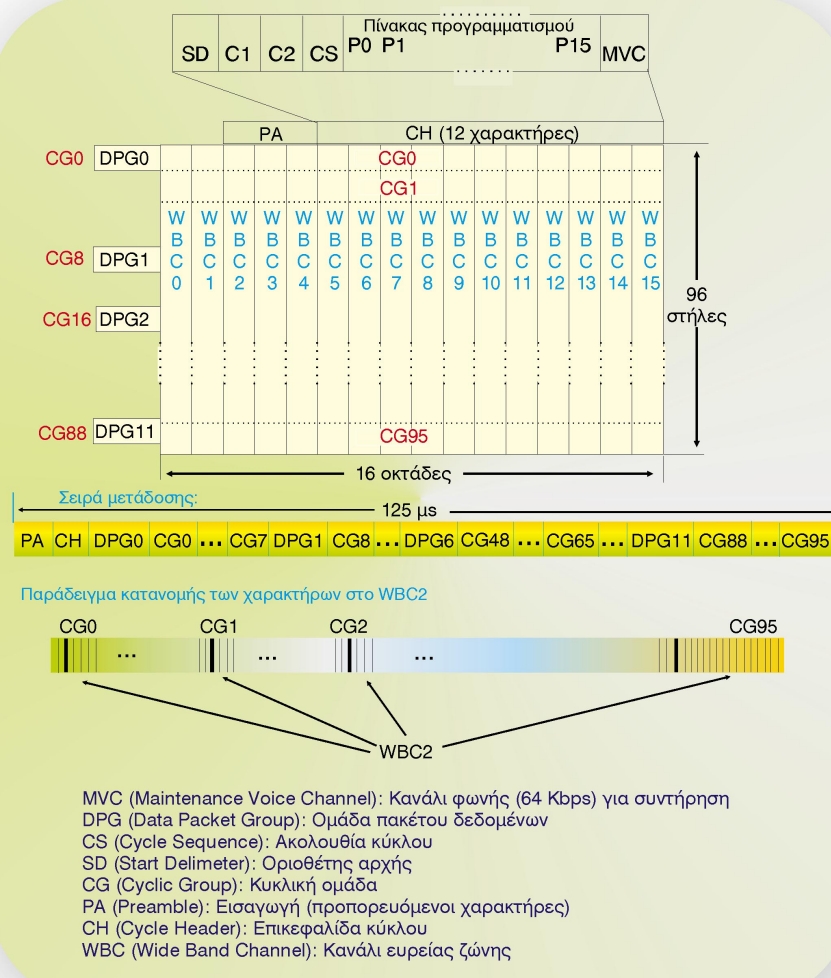 Πίνακας προγραμματισμού
SD C1 C2 CS P0 P1 P15 MVC
PA CH (12 χαρακτήρες)
CG0 DPG0 CG0
CG1
W W W W W W W W W W W W W W W W
B B B B B B B B B B B B B B B B
C C C C C C C C C C C C C C C C
0 1 2 3 4 5 6 7 8 9 10 11 12 13 14 15
CG8 DPG1
CG16 DPG2
96
στήλες
CG88 DPG11 CG95
16 οκτάδες
Σειρά μετάδοσης:
125 μs
PA CH DPG0 CG0 ... CG7 DPG1 CG8 ... DPG6 CG48 ... CG65 ... DPG11 CG88 ... CG95
Παράδειγμα κατανομής των χαρακτήρων στο WBC2
CG0 CG1 CG2 CG95
... ... ...
WBC2
MVC (Maintenance Voice Channel): Κανάλι φωνής (64 Kbps) για συντήρηση
DPG (Data Packet Group): Ομάδα πακέτου δεδομένων
CS (Cycle Sequence): Ακολουθία κύκλου
SD (Start Delimeter): Οριοθέτης αρχής
CG (Cyclic Group): Κυκλική ομάδα
PA (Preamble): Εισαγωγή (προπορευόμενοι χαρακτήρες)
CH (Cycle Header): Επικεφαλίδα κύκλου
WBC (Wide Band Channel): Κανάλι ευρείας ζώνης